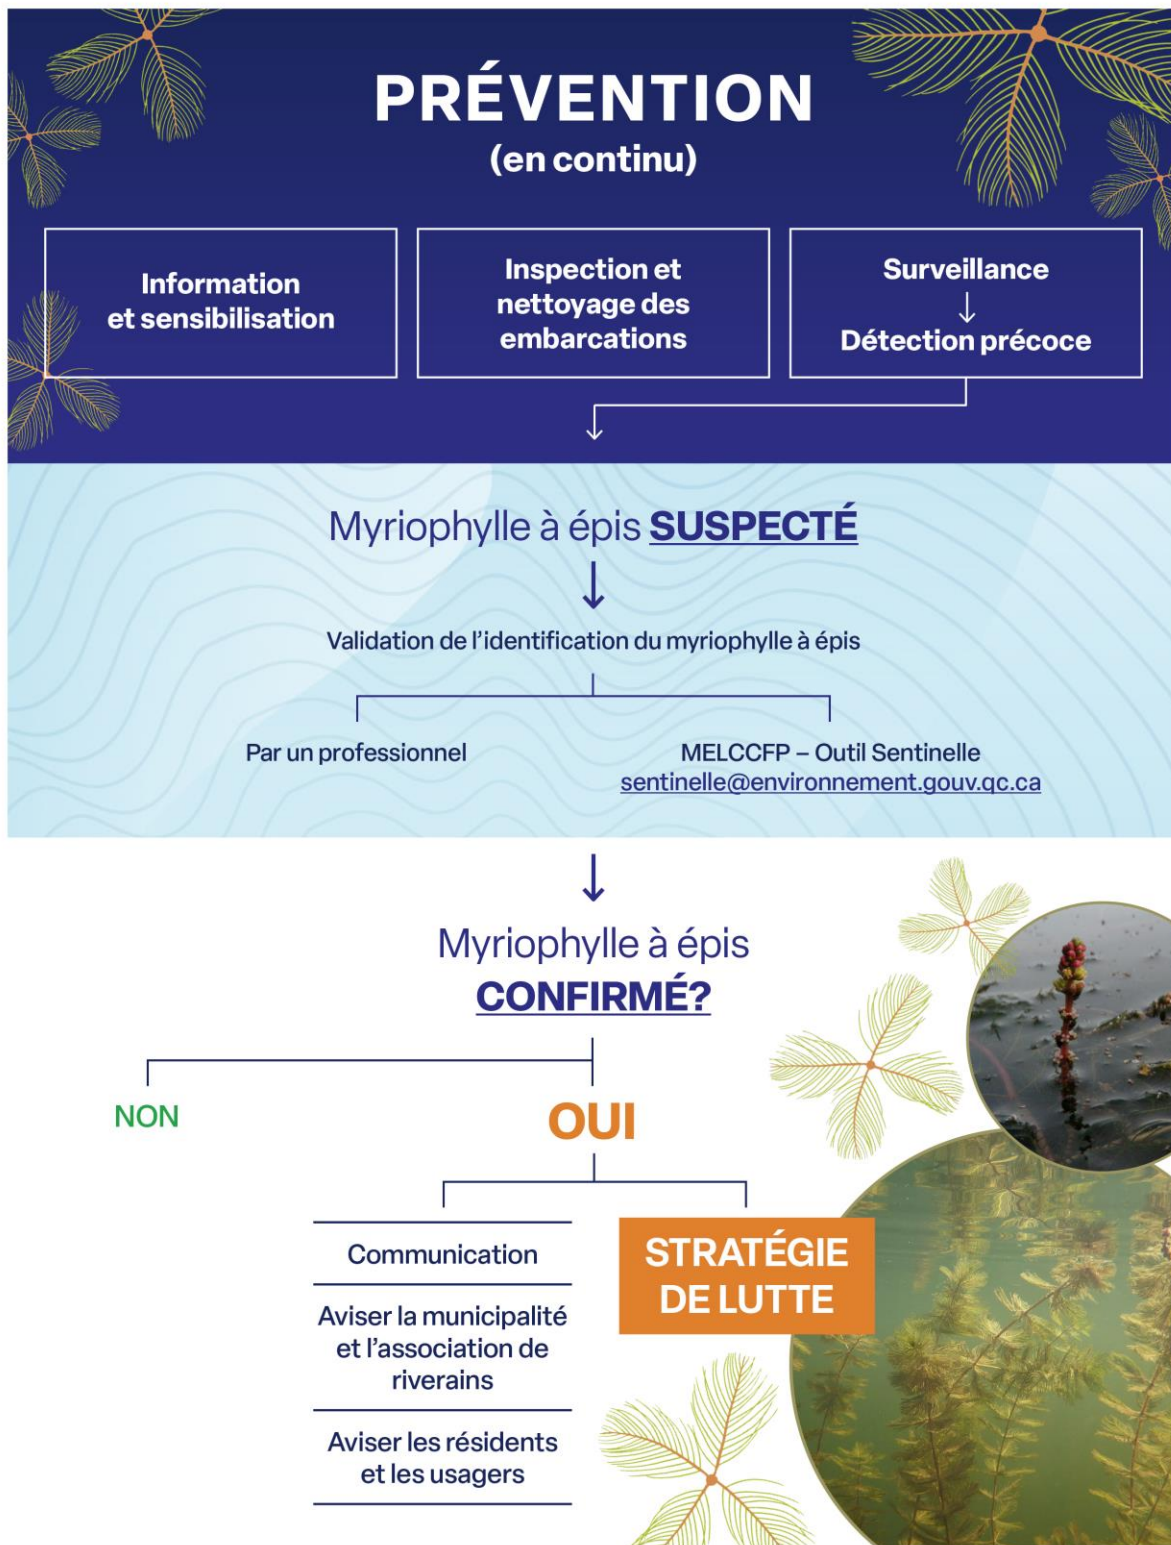 PRÉVENTION
(en continu)
Information
et sensibilisation
Inspection et
nettoyage des
embarcations
Surveillance
Détection précoce
Myriophylle à épis SUSPECTÉ
Validation de l'identification du myriophylle à épis
Par un professionnel
MELCCFP – Outil Sentinelle
sentinelle@environnement.gouv.qc.ca
Myriophylle à épis
CONFIRMÉ?
NON
OUI
Communication
Aviser la municipalité
et l'association de
riverains
Aviser les résidents
et les usagers
STRATÉGIE
DE LUTTE